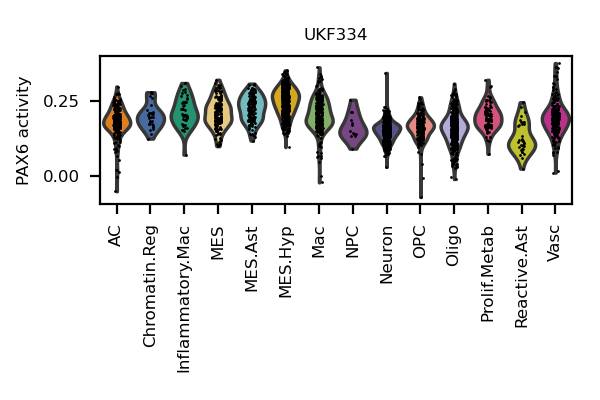 UKF334
PAX6 activity
0.25
0.00
AC
Chromatin.Reg
Inflammatory.Mac
MES
MES.Ast
MES.Hyp
Mac
NPC
Neuron
OPC
Oligo
Prolif.Metab
Reactive.Ast
Vasc